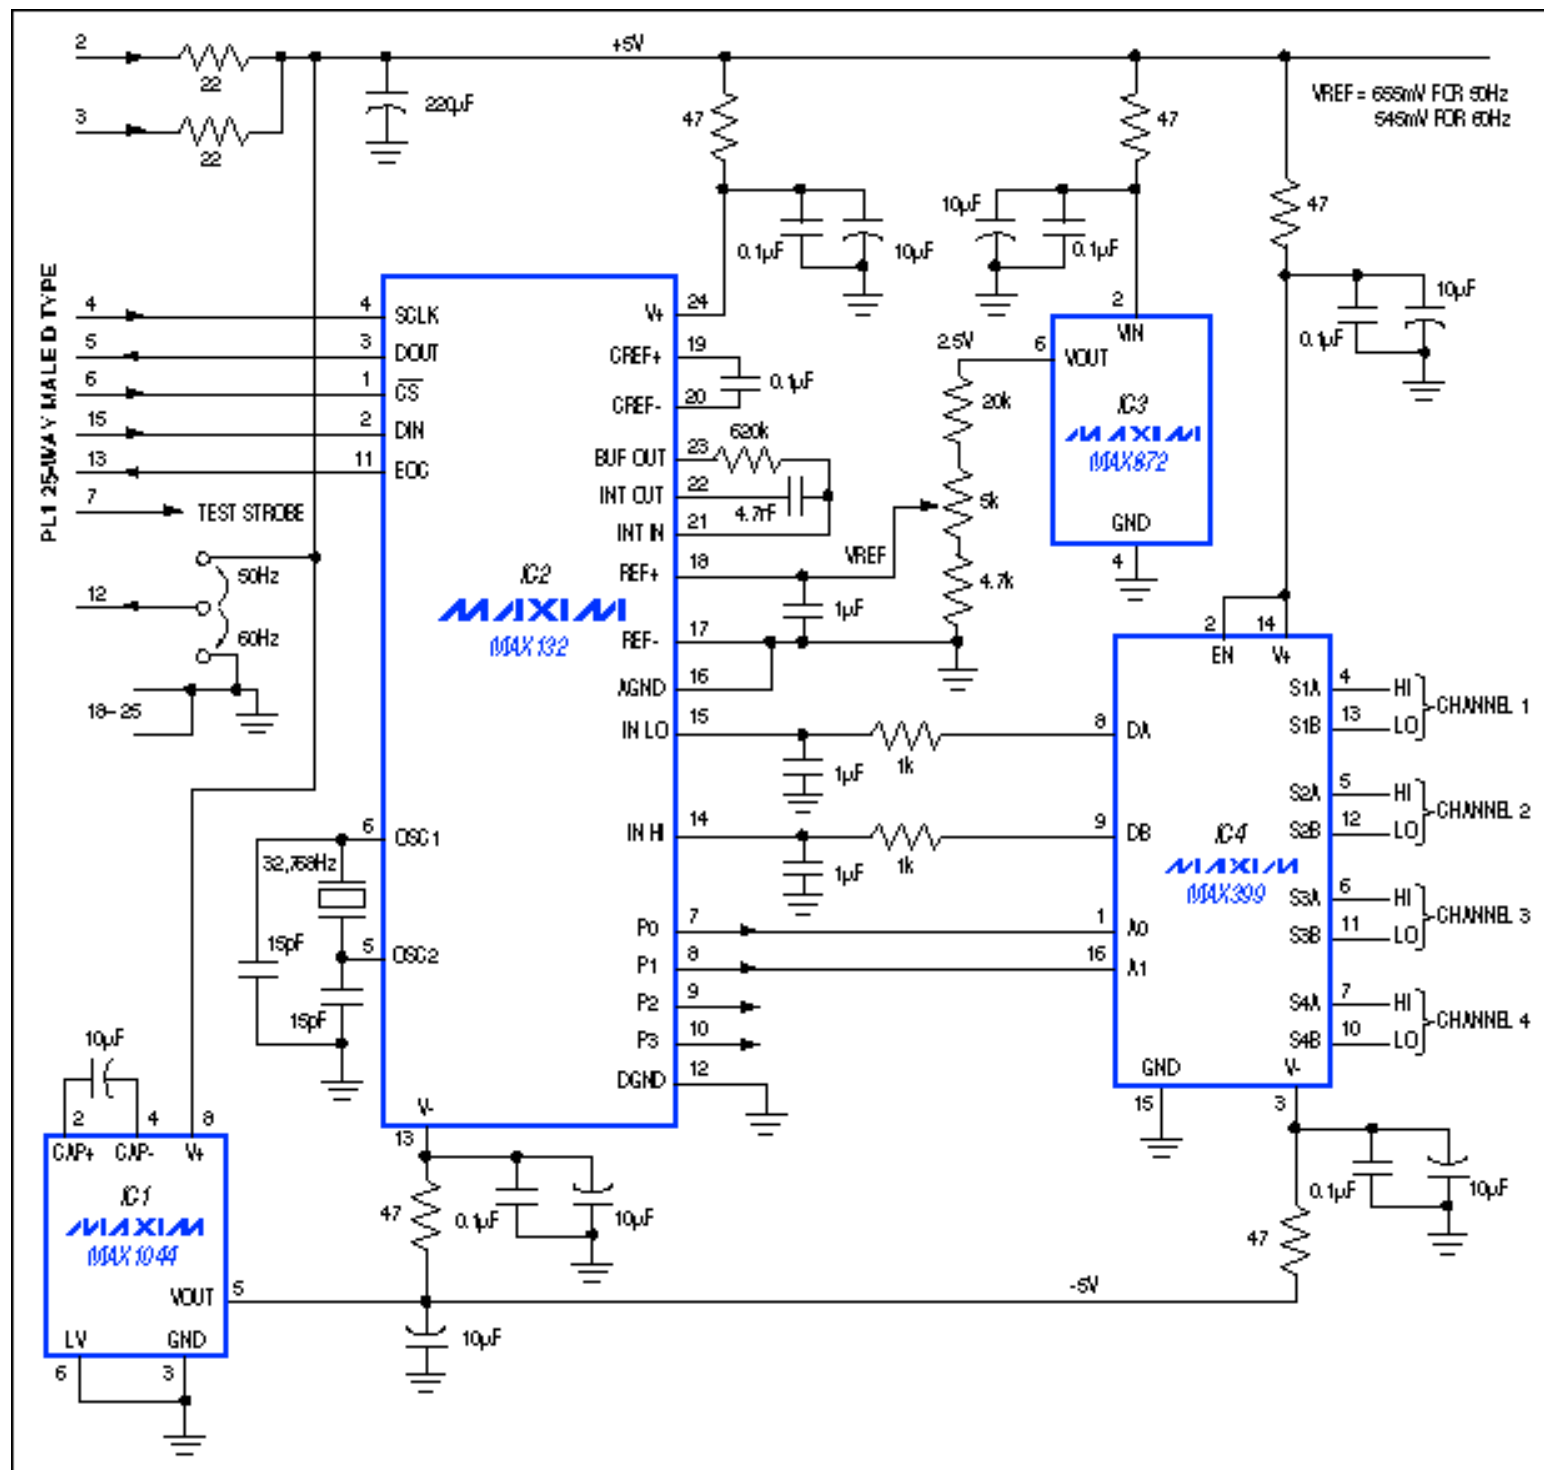 2
22
3
22
+5V
220µF
47
47
VREF = 655mV FOR 50Hz
545mV FOR 60Hz
47
0.1µF
10µF
10µF
0.1µF
0.1µF
10µF
PL1 25-WAY MALE D TYPE
4
5
6
15
13
7
TEST STROBE
12
50Hz
60Hz
18-25
4 SCLK
3 DOUT
1 CS
2 DIN
11 EOC
6 OSC1
5 OSC2
32,768Hz
15pF
15pF
IC2
MAXIM
MAX132
V+ 24
CREF+ 19
CREF- 20
0.1µF
BUF OUT 23
620k
INT OUT 22
4.7nF
INT IN 21
REF+ 18
VREF
1µF
REF- 17
AGND 16
IN LO 15
1µF
1k
IN HI 14
1µF
1k
P0 7
P1 8
P2 9
P3 10
DGND 12
V-
13
47
0.1µF
10µF
2.5V
20k
5k
4.7k
2
VIN
6 VOUT
IC3
MAXIM
MAX872
GND
4
2 14
EN V+
8 DA
9 DB
1 A0
16 A1
IC4
MAXIM
MAX399
S1A 4 HI
S1B 13 LO
CHANNEL 1
S2A 5 HI
S2B 12 LO
CHANNEL 2
S3A 6 HI
S3B 11 LO
CHANNEL 3
S4A 7 HI
S4B 10 LO
CHANNEL 4
GND V-
15 3
0.1µF
10µF
47
10µF
2 4 8
CAP+ CAP- V+
IC1
MAXIM
MAX1044
VOUT 5
LV GND
6 3
10µF
-5V